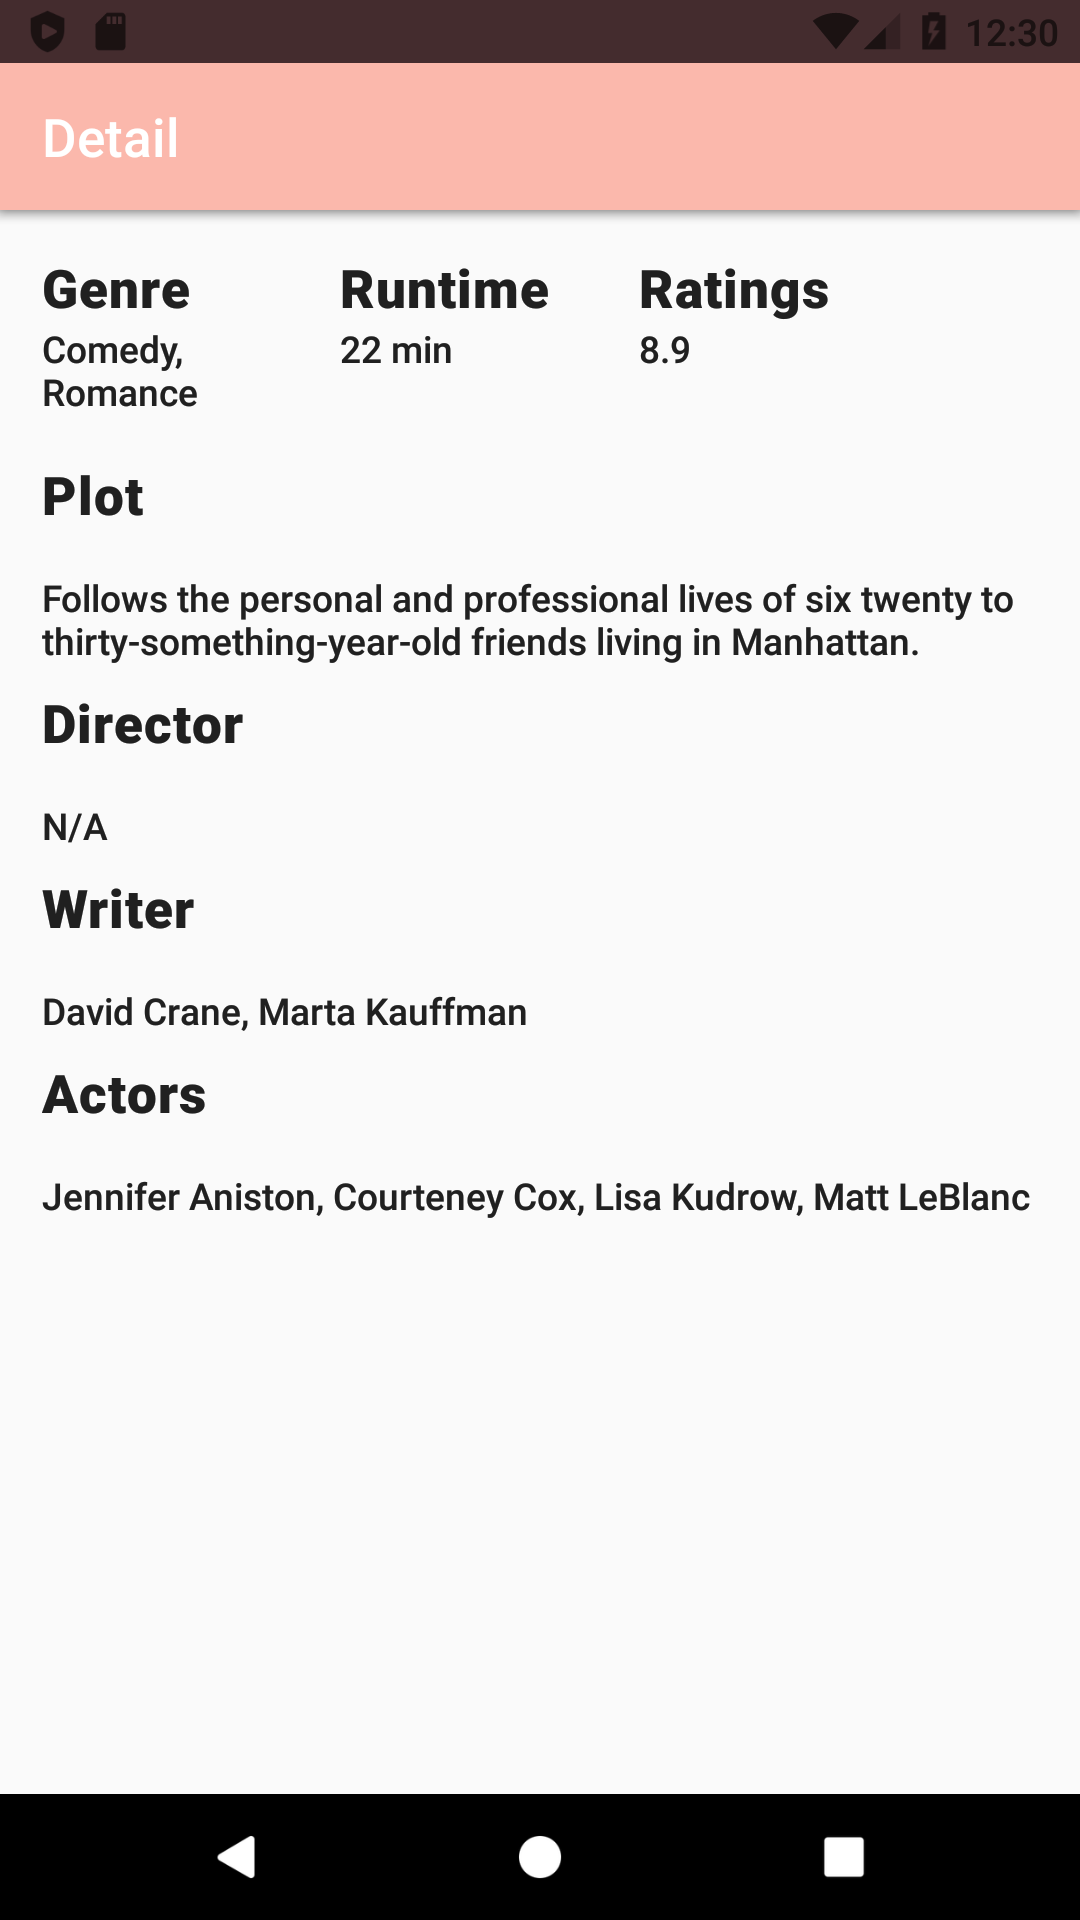 12:30
Detail
Genre Runtime Ratings
Comedy, 22 min 8.9
Romance
Plot
Follows the personal and professional lives of six twenty to
thirty-something-year-old friends living in Manhattan.
Director
N/A
Writer
David Crane, Marta Kauffman
Actors
Jennifer Aniston, Courteney Cox, Lisa Kudrow, Matt LeBlanc